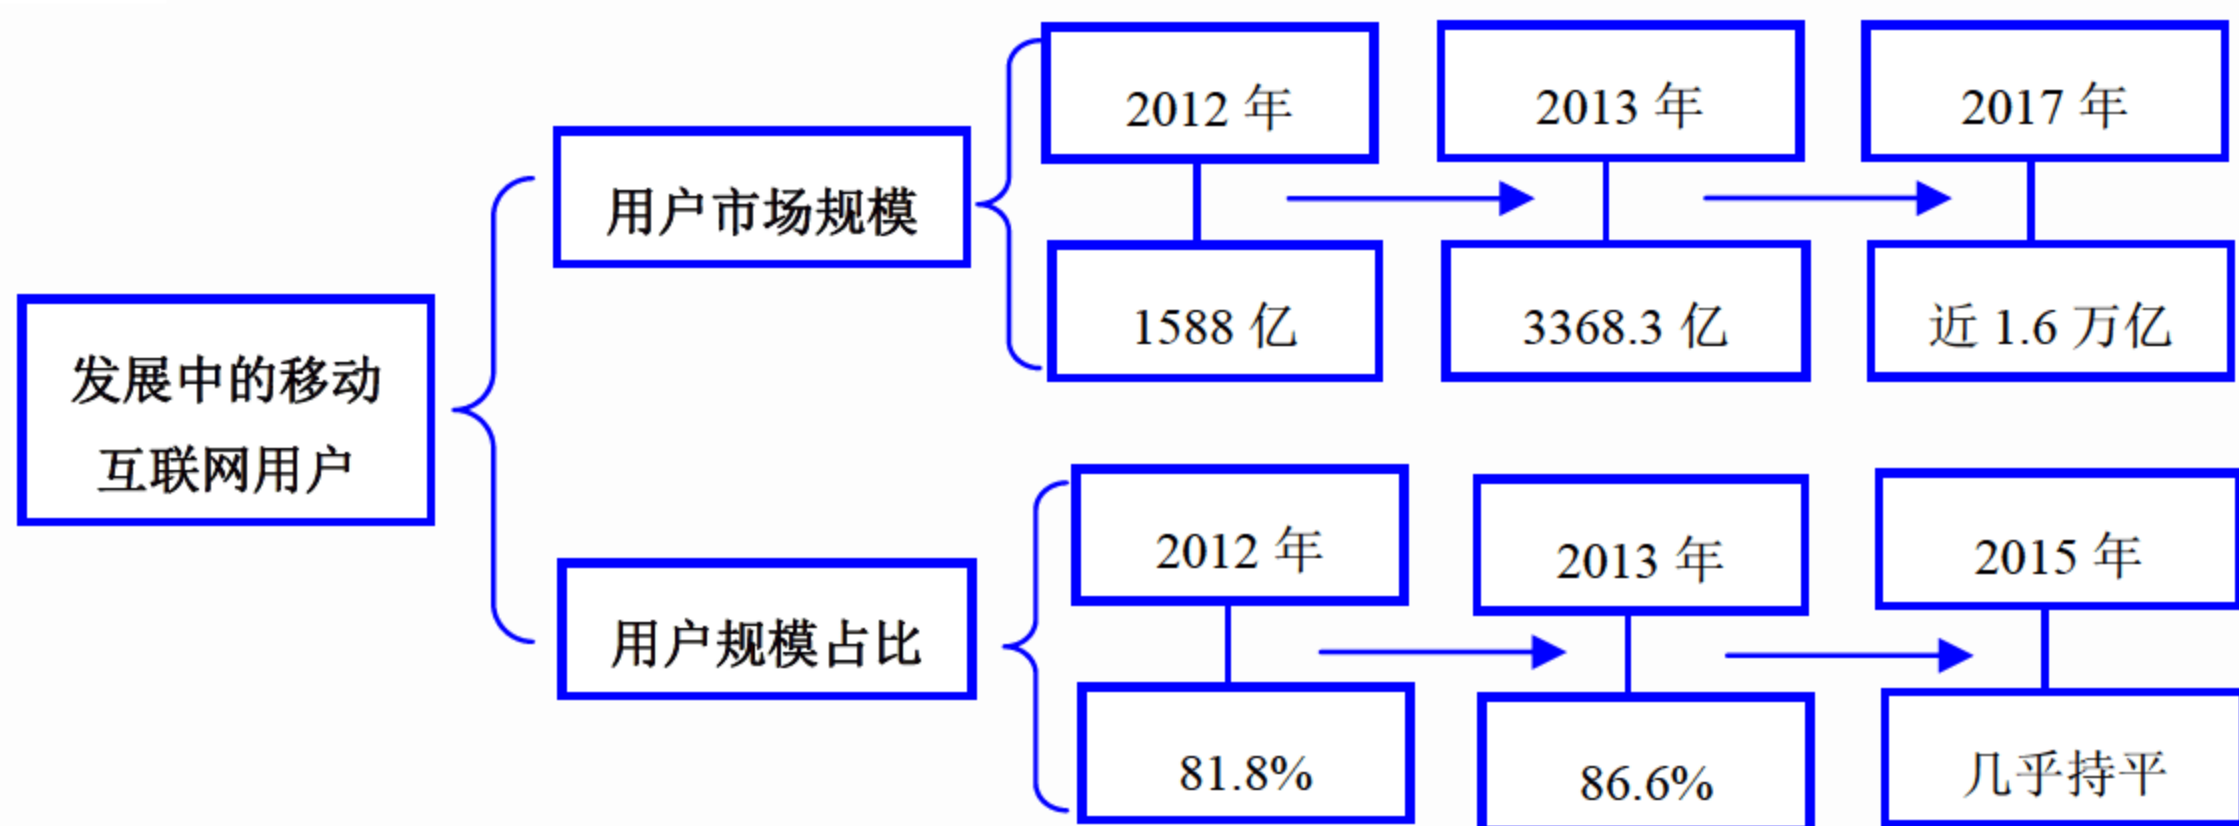 发展中的移动
互联网用户
用户市场规模
2012 年
2013 年
2017 年
1588 亿
3368.3 亿
近 1.6 万亿
用户规模占比
2012 年
2013 年
2015 年
81.8%
86.6%
几乎持平